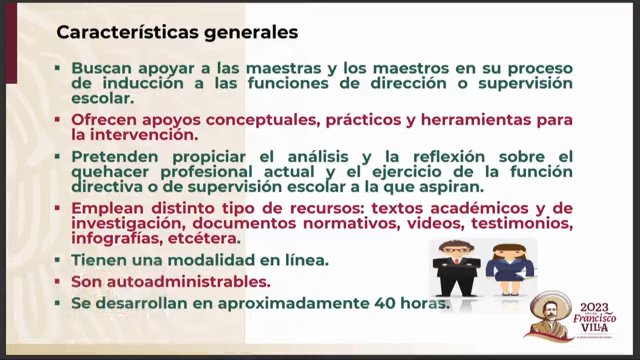 Características generales
▪ Buscan apoyar a las maestras y los maestros en su proceso
de inducción a las funciones de dirección o supervisión
escolar.
▪ Ofrecen apoyos conceptuales, prácticos y herramientas para
la intervención.
▪ Pretenden propiciar el análisis y la reflexión sobre el
quehacer profesional actual y el ejercicio de la función
directiva o de supervisión escolar a la que aspiran.
▪ Emplean distinto tipo de recursos: textos académicos y de
investigación, documentos normativos, videos, testimonios,
infografías, etcétera.
▪ Tienen una modalidad en línea.
▪ Son autoadministrables.
▪ Se desarrollan en aproximadamente 40 horas.
2023
Francisco
VILLA